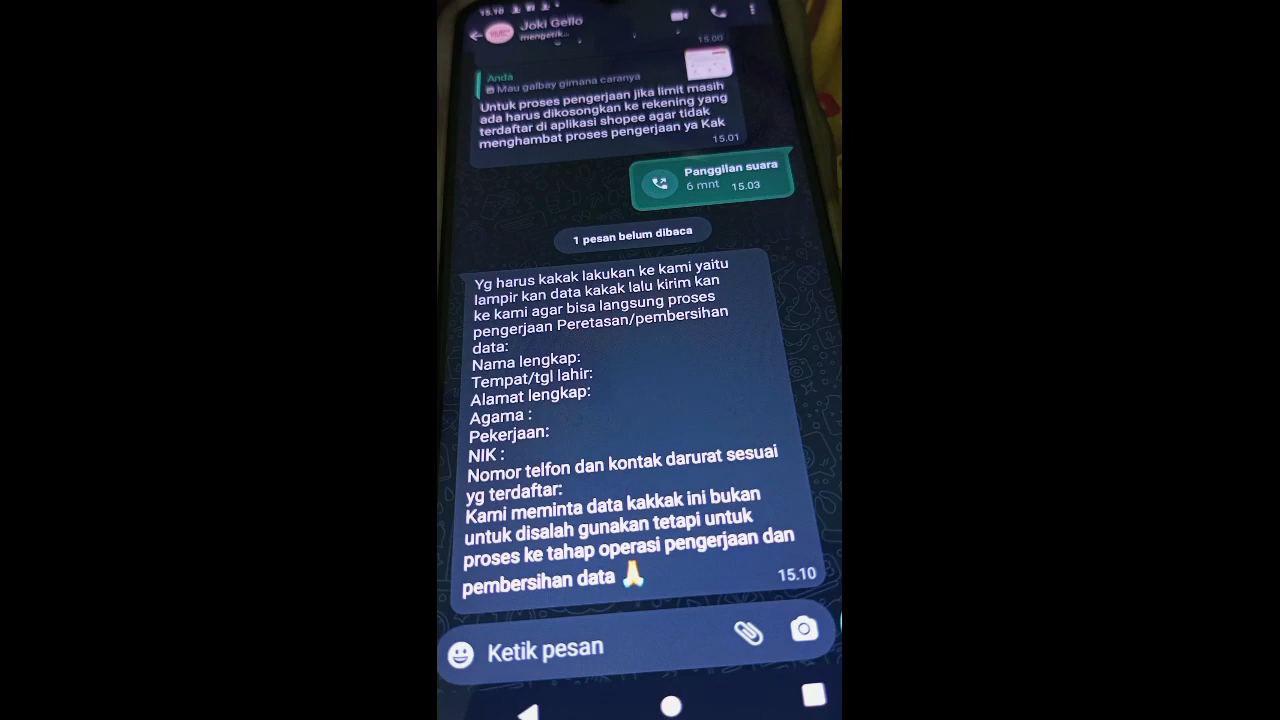 15.10
Joki Gello
mengetik...
15.00
Anda
Mau galbay gimana caranya
Untuk proses pengerjaan jika limit masih
ada harus dikosongkan ke rekening yang
terdaftar di aplikasi shopee agar tidak
menghambat proses pengerjaan ya Kak
15.01
Panggilan suara
6 mnt 15.03
1 pesan belum dibaca
Yg harus kakak lakukan ke kami yaitu
lampir kan data kakak lalu kirim kan
ke kami agar bisa langsung proses
pengerjaan Peretasan/pembersihan
data:
Nama lengkap:
Tempat/tgl lahir:
Alamat lengkap:
Agama :
Pekerjaan:
NIK :
Nomor telfon dan kontak darurat sesuai
yg terdaftar:
Kami meminta data kakkak ini bukan
untuk disalah gunakan tetapi untuk
proses ke tahap operasi pengerjaan dan
pembersihan data 🙏
15.10
Ketik pesan